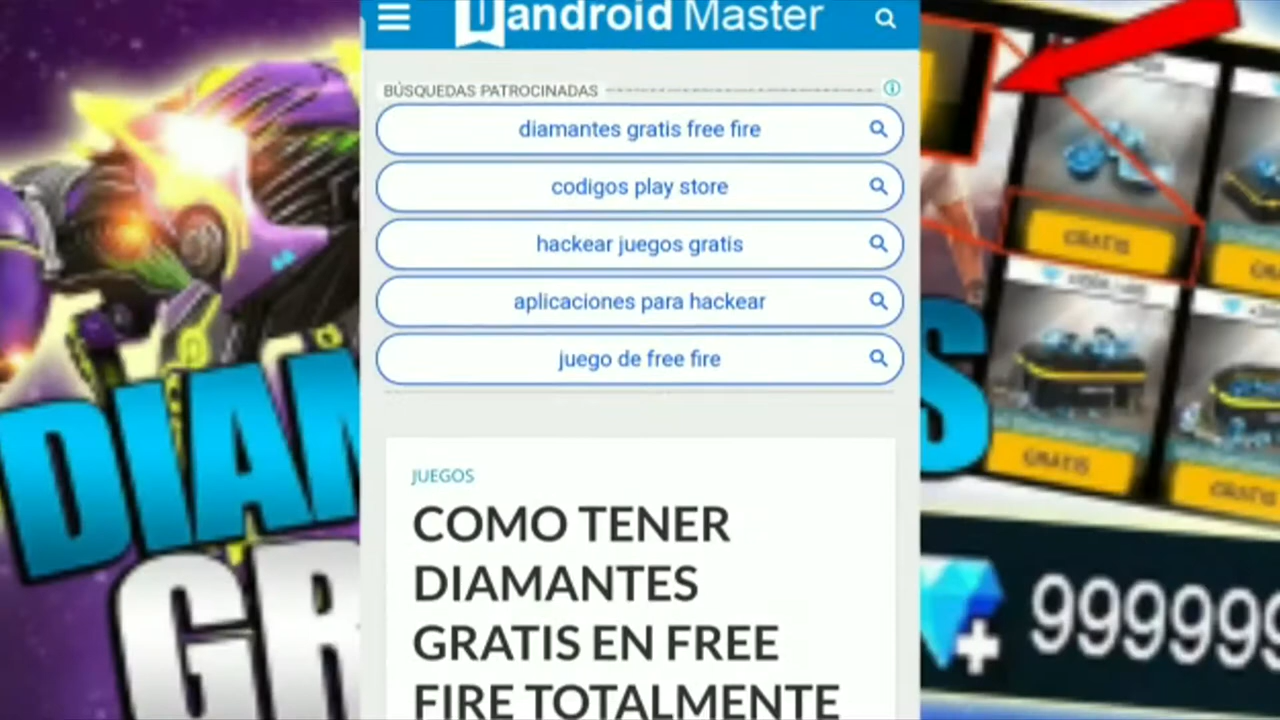 android Master
BÚSQUEDAS PATROCINADAS
diamantes gratis free fire
codigos play store
hackear juegos gratis
aplicaciones para hackear
juego de free fire
JUEGOS
COMO TENER
DIAMANTES
GRATIS EN FREE
FIRE TOTALMENTE
DIAM
GR
S
GRATIS
GRATIS
GRATIS
999999